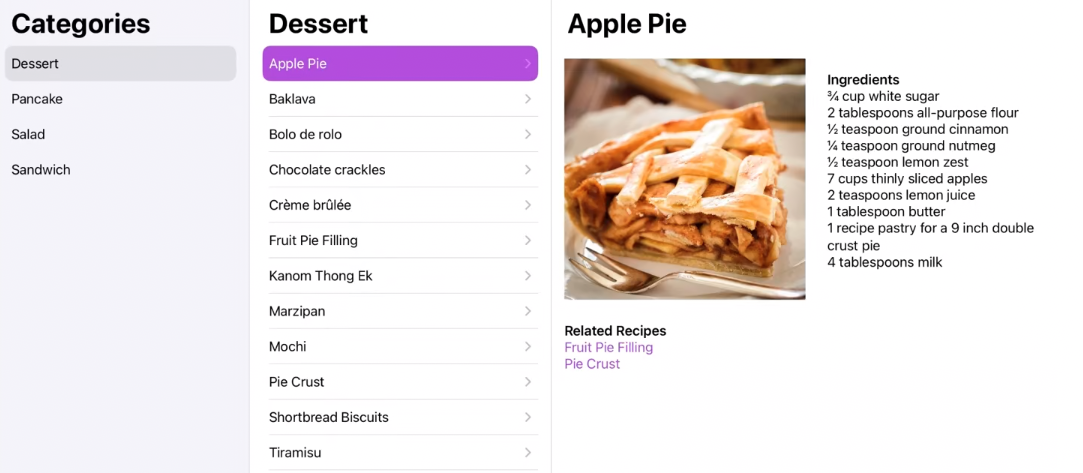 Categories
Dessert
Pancake
Salad
Sandwich
Dessert
Apple Pie
Baklava
Bolo de rolo
Chocolate crackles
Crème brûlée
Fruit Pie Filling
Kanom Thong Ek
Marzipan
Mochi
Pie Crust
Shortbread Biscuits
Tiramisu
Apple Pie
Ingredients
¾ cup white sugar
2 tablespoons all-purpose flour
½ teaspoon ground cinnamon
¼ teaspoon ground nutmeg
½ teaspoon lemon zest
7 cups thinly sliced apples
2 teaspoons lemon juice
1 tablespoon butter
1 recipe pastry for a 9 inch double
crust pie
4 tablespoons milk
Related Recipes
Fruit Pie Filling
Pie Crust